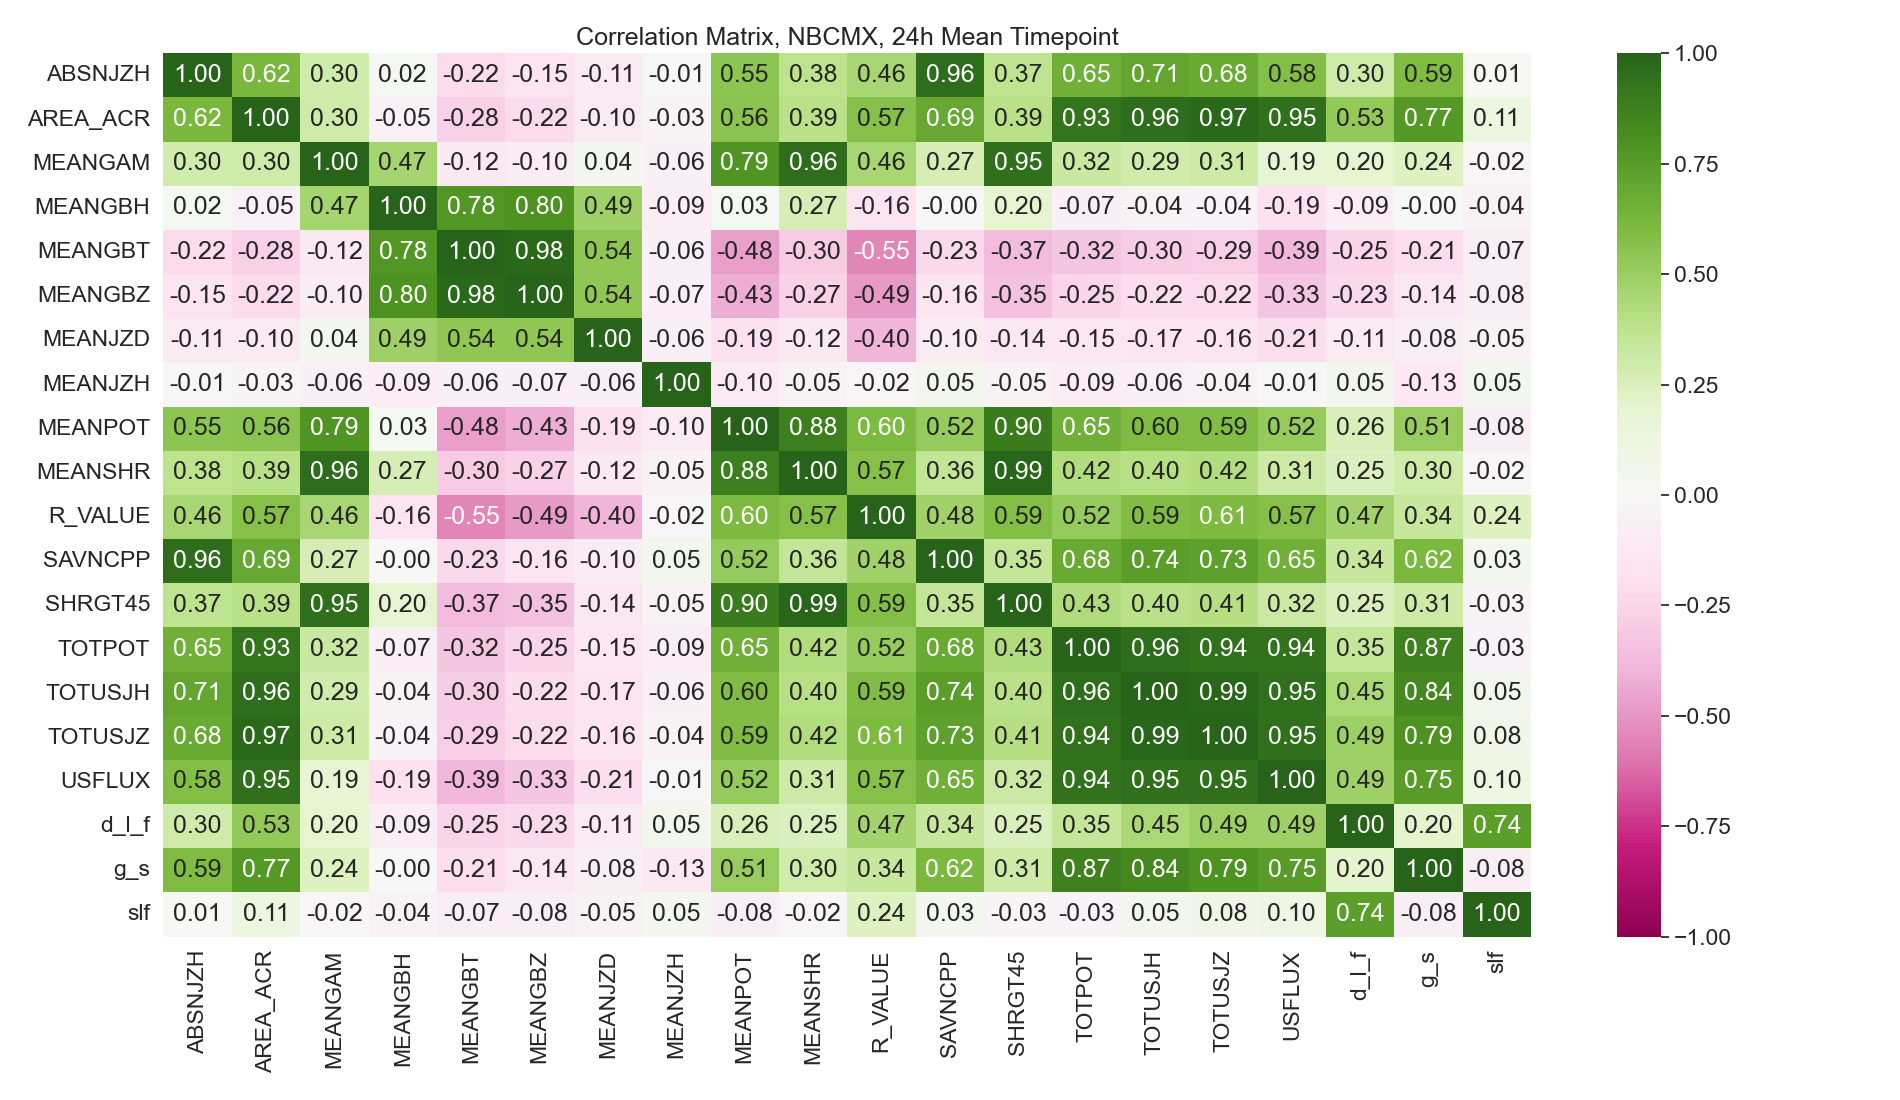 Correlation Matrix, NBCMX, 24h Mean Timepoint
ABSNJZH 1.00 0.62 0.30 0.02 -0.22 -0.15 -0.11 -0.01 0.55 0.38 0.46 0.96 0.37 0.65 0.71 0.68 0.58 0.30 0.59 0.01
AREA_ACR 0.62 1.00 0.30 -0.05 -0.28 -0.22 -0.10 -0.03 0.56 0.39 0.57 0.69 0.39 0.93 0.96 0.97 0.95 0.53 0.77 0.11
MEANGAM 0.30 0.30 1.00 0.47 -0.12 -0.10 0.04 -0.06 0.79 0.96 0.46 0.27 0.95 0.32 0.29 0.31 0.19 0.20 0.24 -0.02
MEANGBH 0.02 -0.05 0.47 1.00 0.78 0.80 0.49 -0.09 0.03 0.27 -0.16 -0.00 0.20 -0.07 -0.04 -0.04 -0.19 -0.09 -0.00 -0.04
MEANGBT -0.22 -0.28 -0.12 0.78 1.00 0.98 0.54 -0.06 -0.48 -0.30 -0.55 -0.23 -0.37 -0.32 -0.30 -0.29 -0.39 -0.25 -0.21 -0.07
MEANGBZ -0.15 -0.22 -0.10 0.80 0.98 1.00 0.54 -0.07 -0.43 -0.27 -0.49 -0.16 -0.35 -0.25 -0.22 -0.22 -0.33 -0.23 -0.14 -0.08
MEANJZD -0.11 -0.10 0.04 0.49 0.54 0.54 1.00 -0.06 -0.19 -0.12 -0.40 -0.10 -0.14 -0.15 -0.17 -0.16 -0.21 -0.11 -0.08 -0.05
MEANJZH -0.01 -0.03 -0.06 -0.09 -0.06 -0.07 -0.06 1.00 -0.10 -0.05 -0.02 0.05 -0.05 -0.09 -0.06 -0.04 -0.01 0.05 -0.13 0.05
MEANPOT 0.55 0.56 0.79 0.03 -0.48 -0.43 -0.19 -0.10 1.00 0.88 0.60 0.52 0.90 0.65 0.60 0.59 0.52 0.26 0.51 -0.08
MEANSHR 0.38 0.39 0.96 0.27 -0.30 -0.27 -0.12 -0.05 0.88 1.00 0.57 0.36 0.99 0.42 0.40 0.42 0.31 0.25 0.30 -0.02
R_VALUE 0.46 0.57 0.46 -0.16 -0.55 -0.49 -0.40 -0.02 0.60 0.57 1.00 0.48 0.59 0.52 0.59 0.61 0.57 0.47 0.34 0.24
SAVNCPP 0.96 0.69 0.27 -0.00 -0.23 -0.16 -0.10 0.05 0.52 0.36 0.48 1.00 0.35 0.68 0.74 0.73 0.65 0.34 0.62 0.03
SHRGT45 0.37 0.39 0.95 0.20 -0.37 -0.35 -0.14 -0.05 0.90 0.99 0.59 0.35 1.00 0.43 0.40 0.41 0.32 0.25 0.31 -0.03
TOTPOT 0.65 0.93 0.32 -0.07 -0.32 -0.25 -0.15 -0.09 0.65 0.42 0.52 0.68 0.43 1.00 0.96 0.94 0.94 0.35 0.87 -0.03
TOTUSJH 0.71 0.96 0.29 -0.04 -0.30 -0.22 -0.17 -0.06 0.60 0.40 0.59 0.74 0.40 0.96 1.00 0.99 0.95 0.45 0.84 0.05
TOTUSJZ 0.68 0.97 0.31 -0.04 -0.29 -0.22 -0.16 -0.04 0.59 0.42 0.61 0.73 0.41 0.94 0.99 1.00 0.95 0.49 0.79 0.08
USFLUX 0.58 0.95 0.19 -0.19 -0.39 -0.33 -0.21 -0.01 0.52 0.31 0.57 0.65 0.32 0.94 0.95 0.95 1.00 0.49 0.75 0.10
d_l_f 0.30 0.53 0.20 -0.09 -0.25 -0.23 -0.11 0.05 0.26 0.25 0.47 0.34 0.25 0.35 0.45 0.49 0.49 1.00 0.20 0.74
g_s 0.59 0.77 0.24 -0.00 -0.21 -0.14 -0.08 -0.13 0.51 0.30 0.34 0.62 0.31 0.87 0.84 0.79 0.75 0.20 1.00 -0.08
slf 0.01 0.11 -0.02 -0.04 -0.07 -0.08 -0.05 0.05 -0.08 -0.02 0.24 0.03 -0.03 -0.03 0.05 0.08 0.10 0.74 -0.08 1.00
ABSNJZH AREA_ACR MEANGAM MEANGBH MEANGBT MEANGBZ MEANJZD MEANJZH MEANPOT MEANSHR R_VALUE SAVNCPP SHRGT45 TOTPOT TOTUSJH TOTUSJZ USFLUX d_l_f g_s slf
1.00
0.75
0.50
0.25
0.00
−0.25
−0.50
−0.75
−1.00